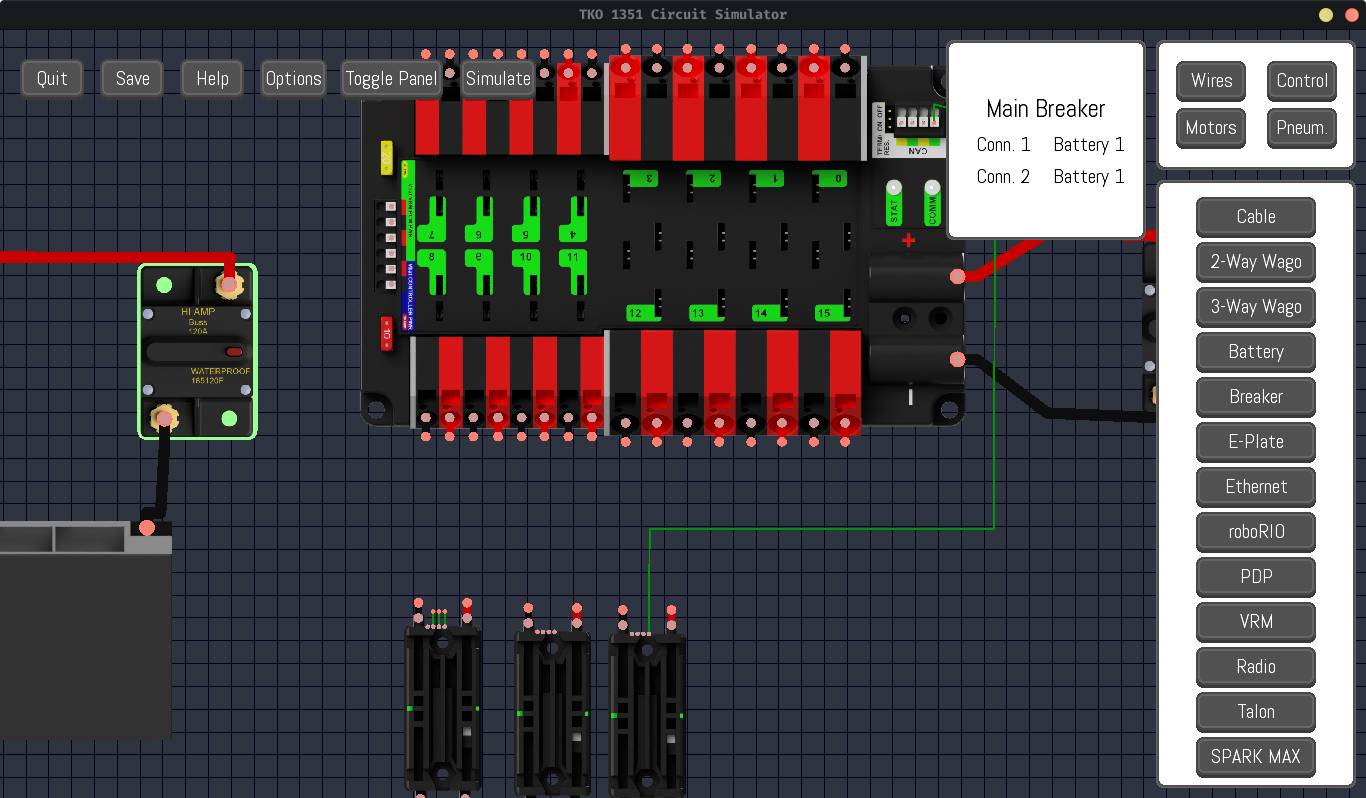 TKO 1351 Circuit Simulator
Quit
Save
Help
Options
Toggle Panel
Simulate
Main Breaker
Conn. 1 Battery 1
Conn. 2 Battery 1
Wires
Control
Motors
Pneum.
Cable
2-Way Wago
3-Way Wago
Battery
Breaker
E-Plate
Ethernet
roboRIO
PDP
VRM
Radio
Talon
SPARK MAX
HI AMP
Buss
120A
WATERPROOF
185120F
20
10
7
6
5
4
8
9
10
11
3
2
1
0
12
13
14
15
TERM ON OFF
RES.
CAN
STAT
COMM
+